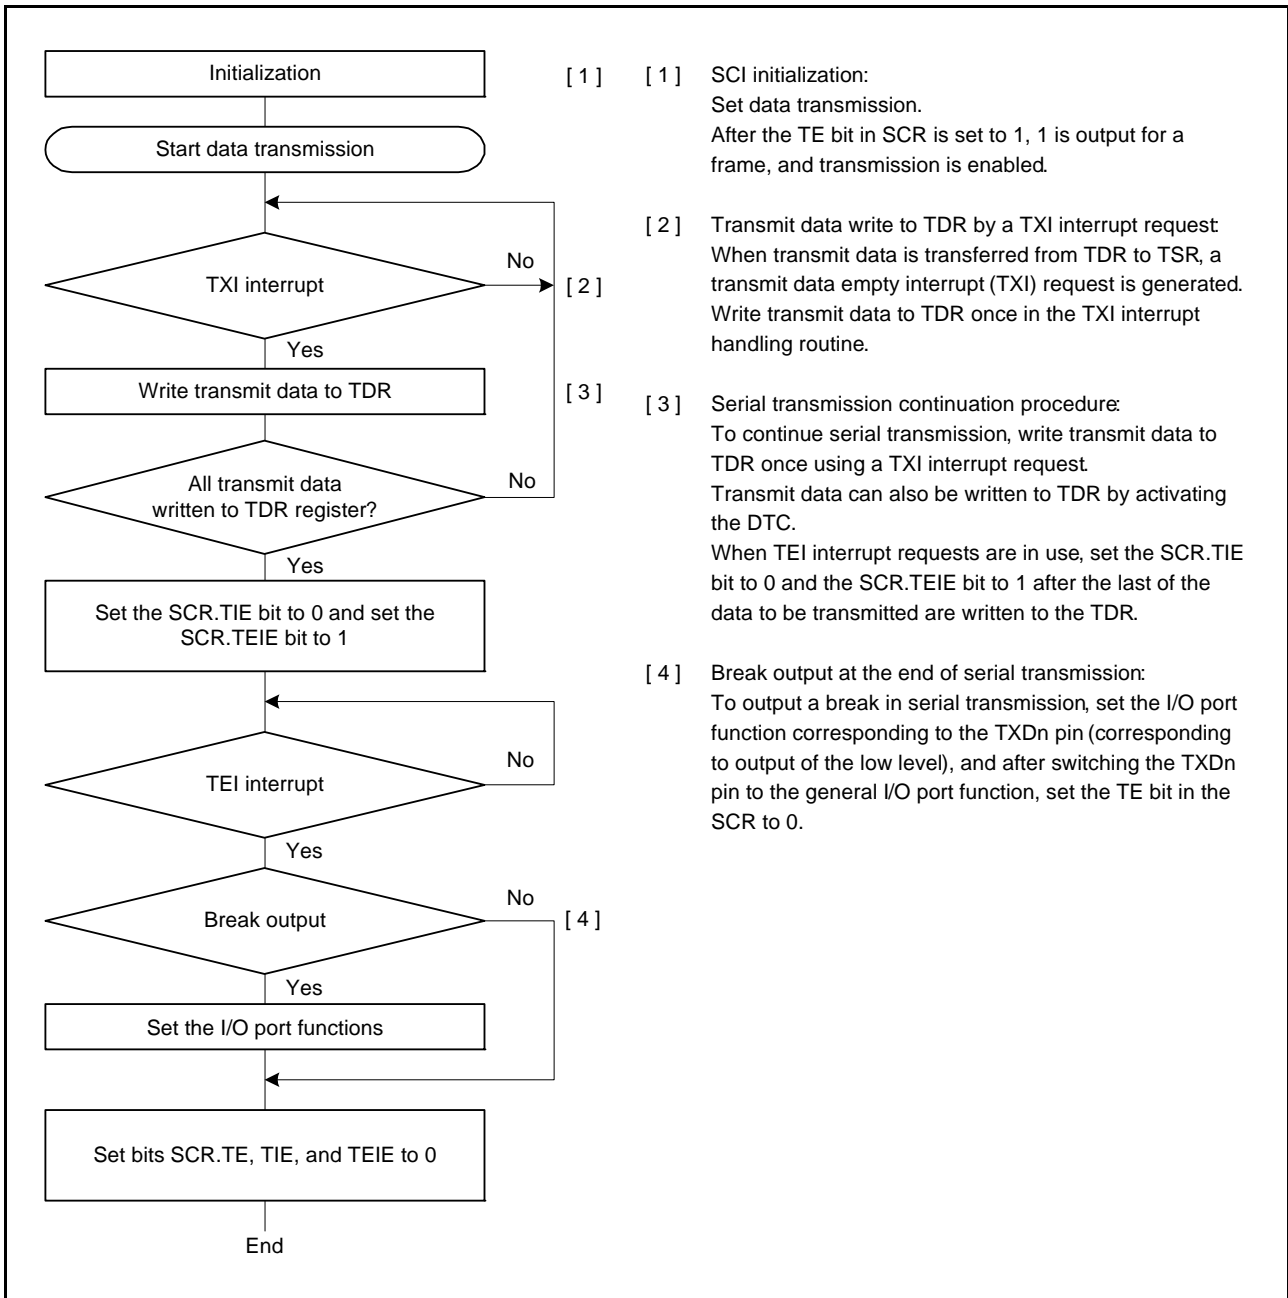 Initialization
[ 1 ]
Start data transmission
No
TXI interrupt
[ 2 ]
Yes
Write transmit data to TDR
[ 3 ]
All transmit data
written to TDR register?
No
Yes
Set the SCR.TIE bit to 0 and set the
SCR.TEIE bit to 1
No
TEI interrupt
Yes
No
Break output
[ 4 ]
Yes
Set the I/O port functions
Set bits SCR.TE, TIE, and TEIE to 0
End
[ 1 ] SCI initialization:
Set data transmission.
After the TE bit in SCR is set to 1, 1 is output for a
frame, and transmission is enabled.
[ 2 ] Transmit data write to TDR by a TXI interrupt request:
When transmit data is transferred from TDR to TSR, a
transmit data empty interrupt (TXI) request is generated.
Write transmit data to TDR once in the TXI interrupt
handling routine.
[ 3 ] Serial transmission continuation procedure:
To continue serial transmission, write transmit data to
TDR once using a TXI interrupt request.
Transmit data can also be written to TDR by activating
the DTC.
When TEI interrupt requests are in use, set the SCR.TIE
bit to 0 and the SCR.TEIE bit to 1 after the last of the
data to be transmitted are written to the TDR.
[ 4 ] Break output at the end of serial transmission:
To output a break in serial transmission, set the I/O port
function corresponding to the TXDn pin (corresponding
to output of the low level), and after switching the TXDn
pin to the general I/O port function, set the TE bit in the
SCR to 0.